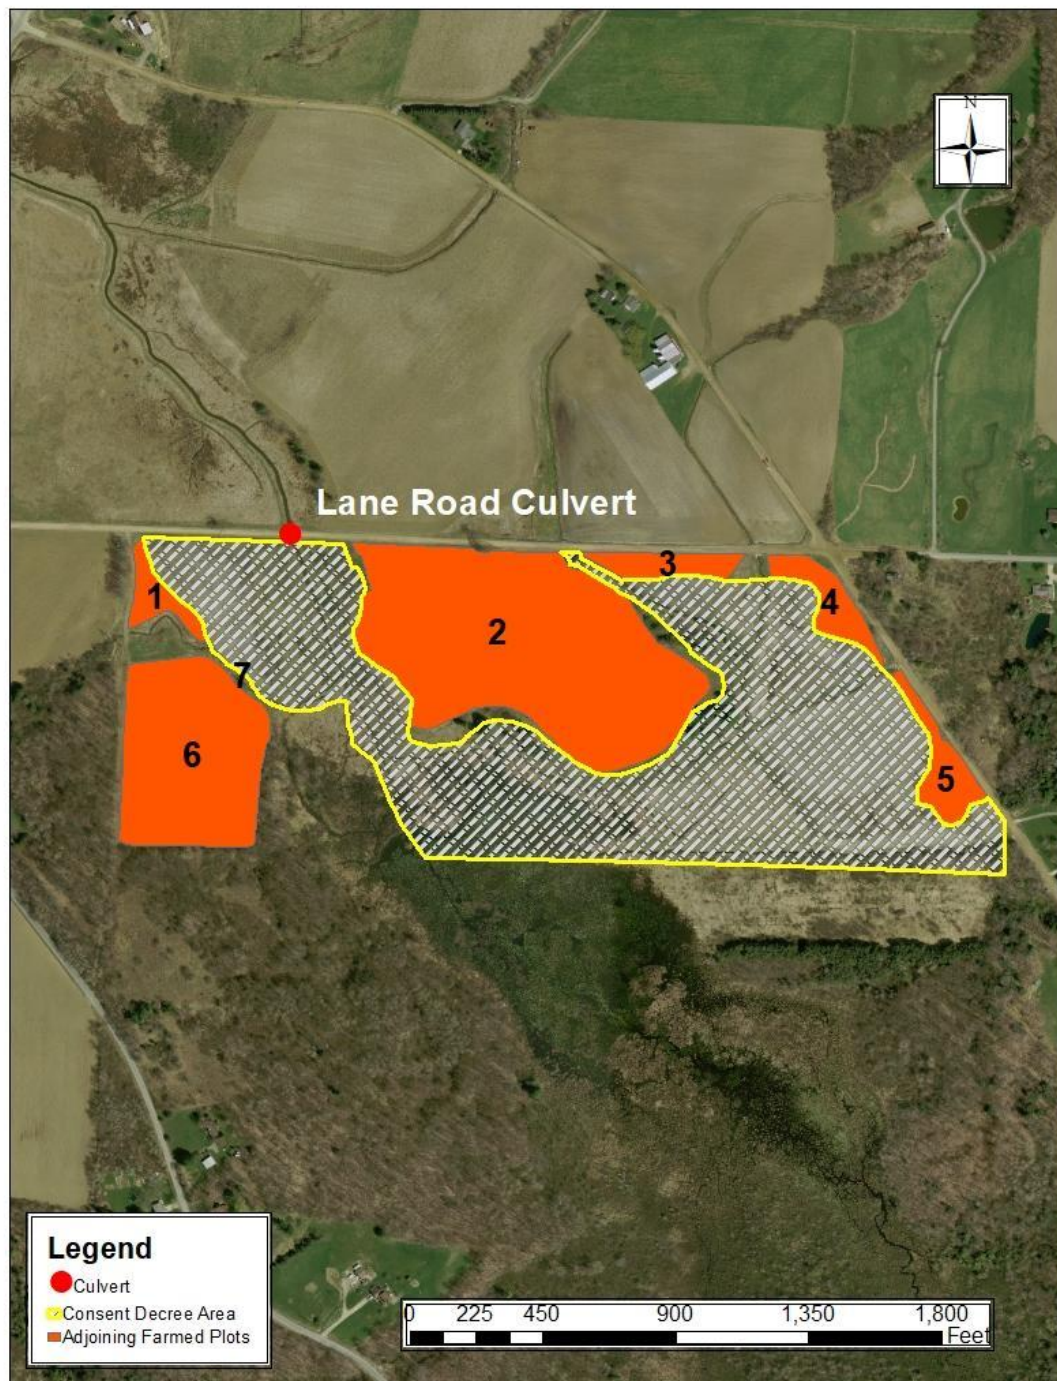 N
Lane Road Culvert
1
2
3
4
5
6
7
Legend
Culvert
Consent Decree Area
Adjoining Farmed Plots
0 225 450 900 1,350 1,800
Feet